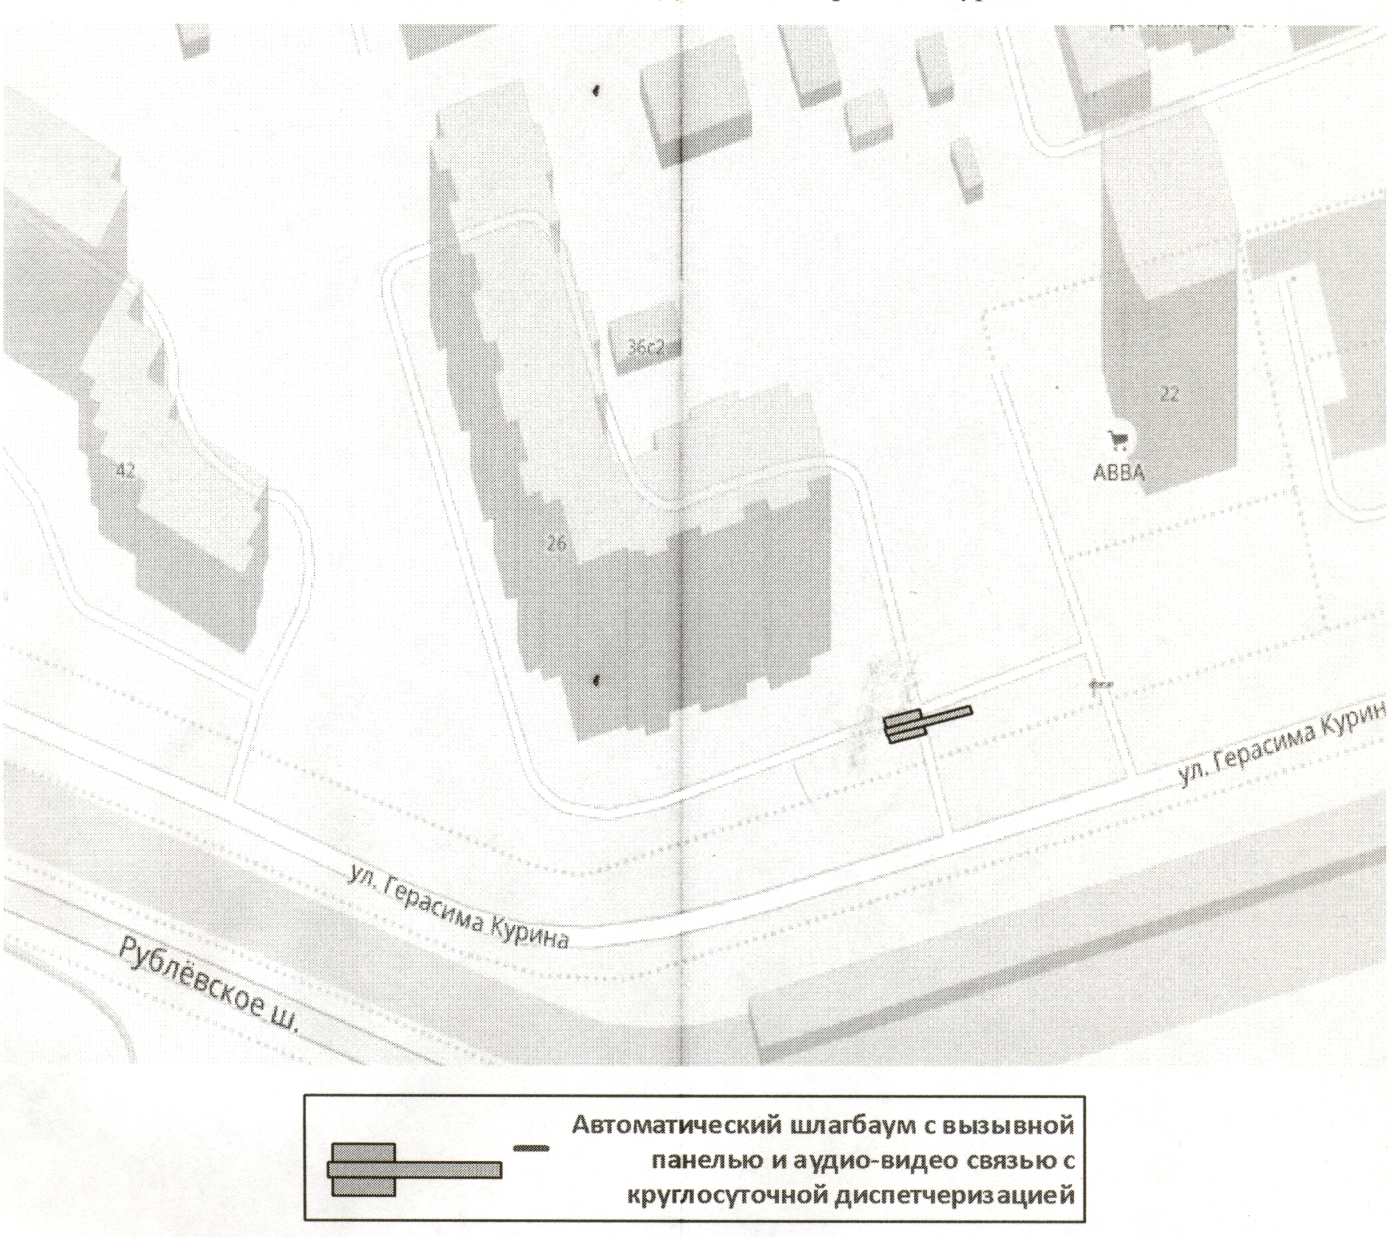 36с2
22
АВВА
42
26
ул. Герасима Курин
ул. Герасима Курина
Рублёвское ш.
Автоматический шлагбаум с вызывной
панелью и аудио-видео связью с
круглосуточной диспетчеризацией